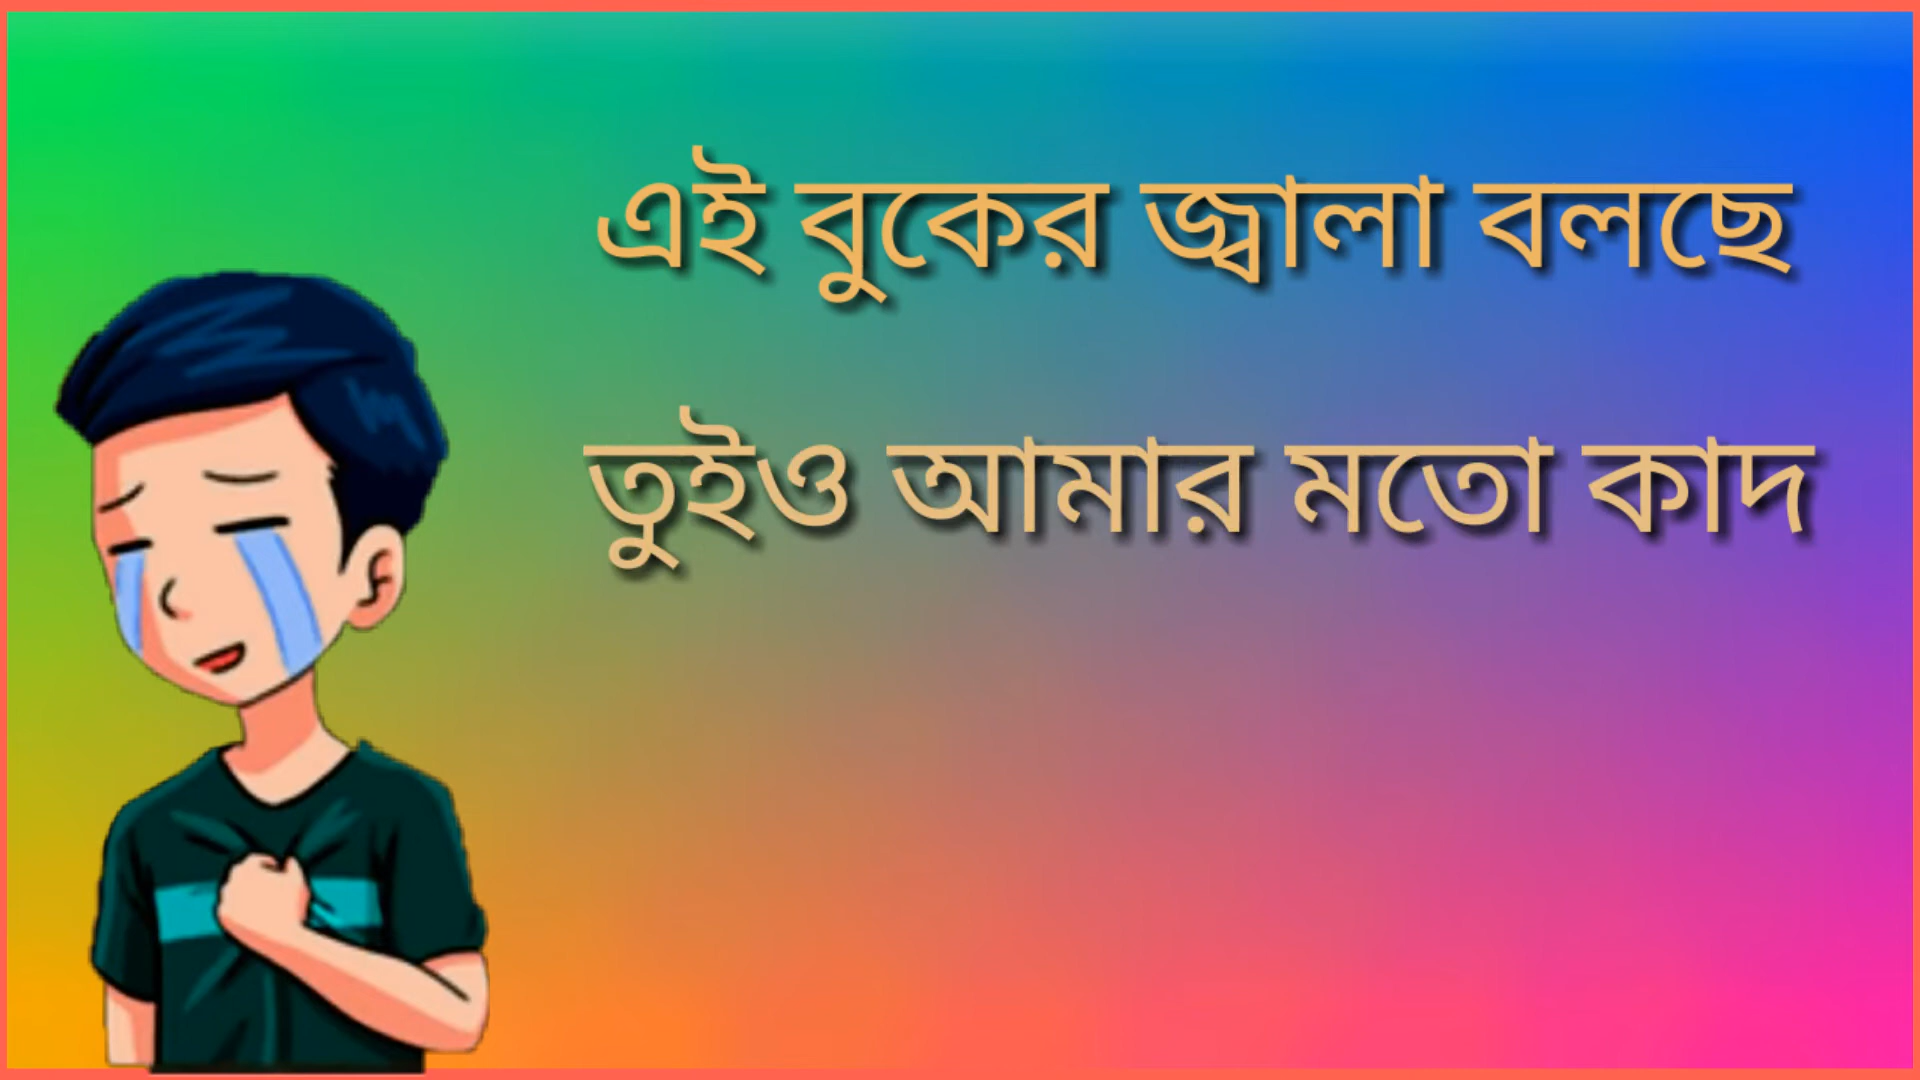 এই বুকের জ্বালা বলছে
তুইও আমার মতো কাদ